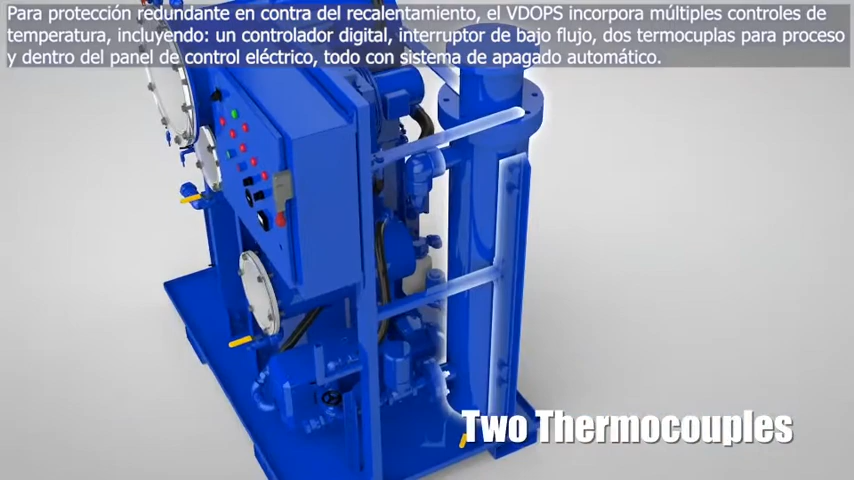 Para protección redundante en contra del recalentamiento, el VDOPS incorpora múltiples controles de
temperatura, incluyendo: un controlador digital, interruptor de bajo flujo, dos termocuplas para proceso
y dentro del panel de control eléctrico, todo con sistema de apagado automático.
Two Thermocouples